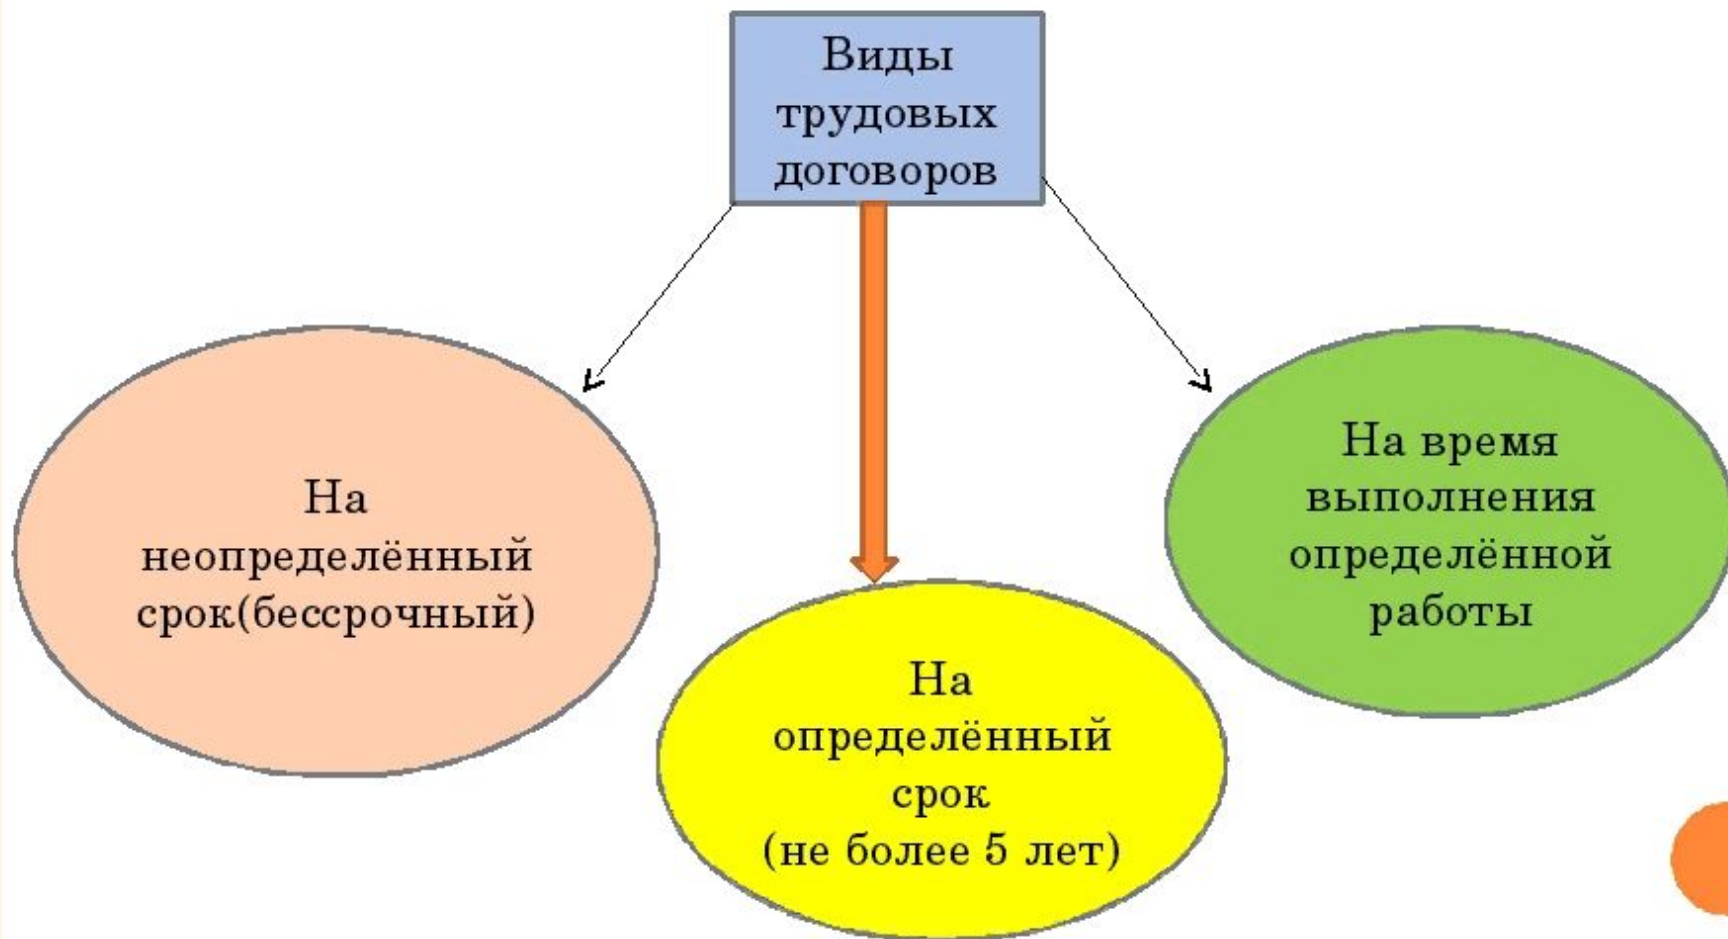 Виды
трудовых
договоров
На
неопределённый
срок(бессрочный)
На
определённый
срок
(не более 5 лет)
На время
выполнения
определённой
работы